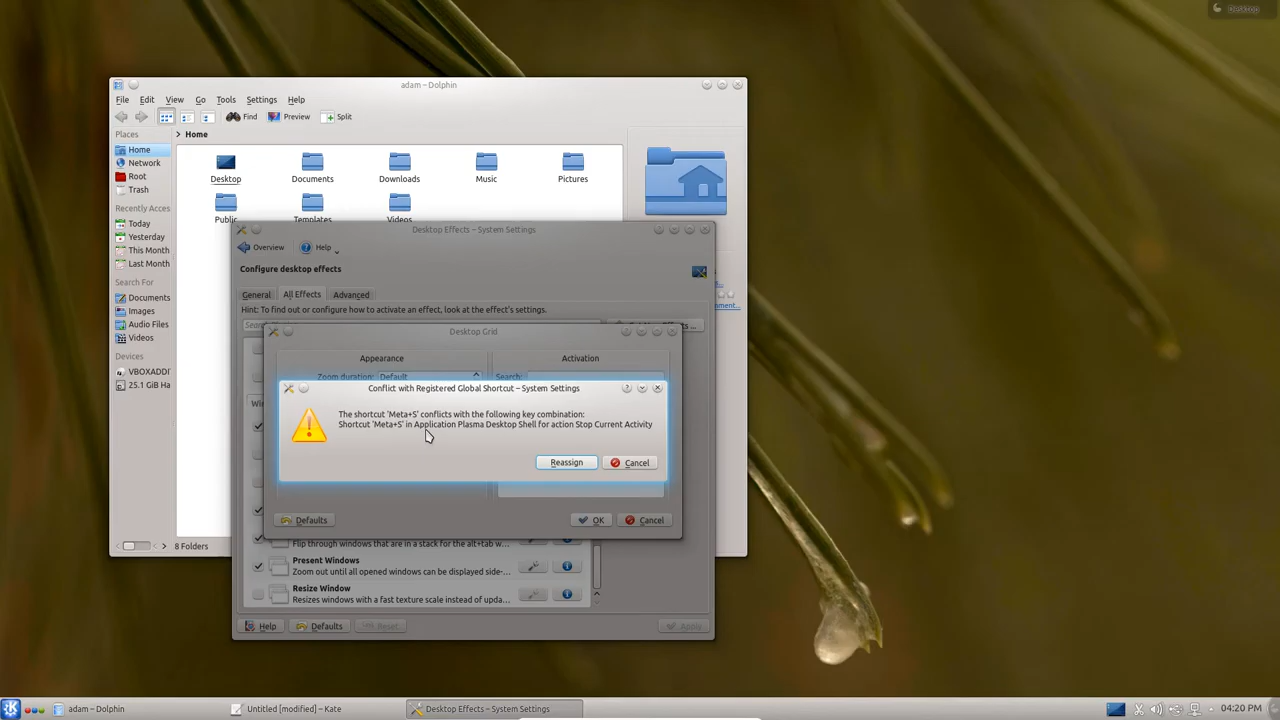 Desktop
adam – Dolphin
File Edit View Go Tools Settings Help
Find Preview Split
Places
> Home
Home
Network
Root
Trash
Desktop
Documents
Downloads
Music
Pictures
Recently Acces
Today
Yesterday
This Month
Last Month
Public
Templates
Videos
Search For
Documents
Images
Audio Files
Videos
Devices
VBOXADDI
25.1 GiB Ha
8 Folders
Desktop Effects – System Settings
Overview Help
Configure desktop effects
General All Effects Advanced
Hint: To find out or configure how to activate an effect, look at the effect's settings.
Desktop Grid
Appearance
Activation
Zoom duration: Default
Search:
Conflict with Registered Global Shortcut – System Settings
The shortcut 'Meta+S' conflicts with the following key combination:
Shortcut 'Meta+S' in Application Plasma Desktop Shell for action Stop Current Activity
Reassign Cancel
Defaults OK Cancel
Flip through windows that are in a stack for the alt+tab w...
Present Windows
Zoom out until all opened windows can be displayed side-...
Resize Window
Resizes windows with a fast texture scale instead of upda...
Help Defaults Reset Apply
adam – Dolphin
Untitled [modified] – Kate
Desktop Effects – System Settings
04:20 PM